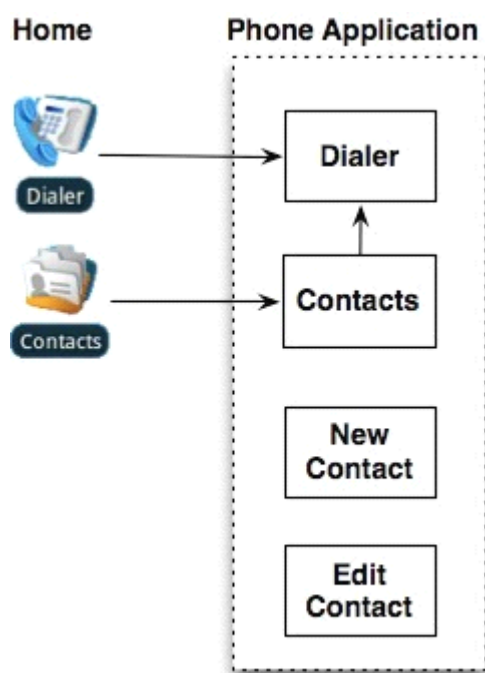 Home
Phone Application
Dialer
Dialer
Contacts
Contacts
New
Contact
Edit
Contact